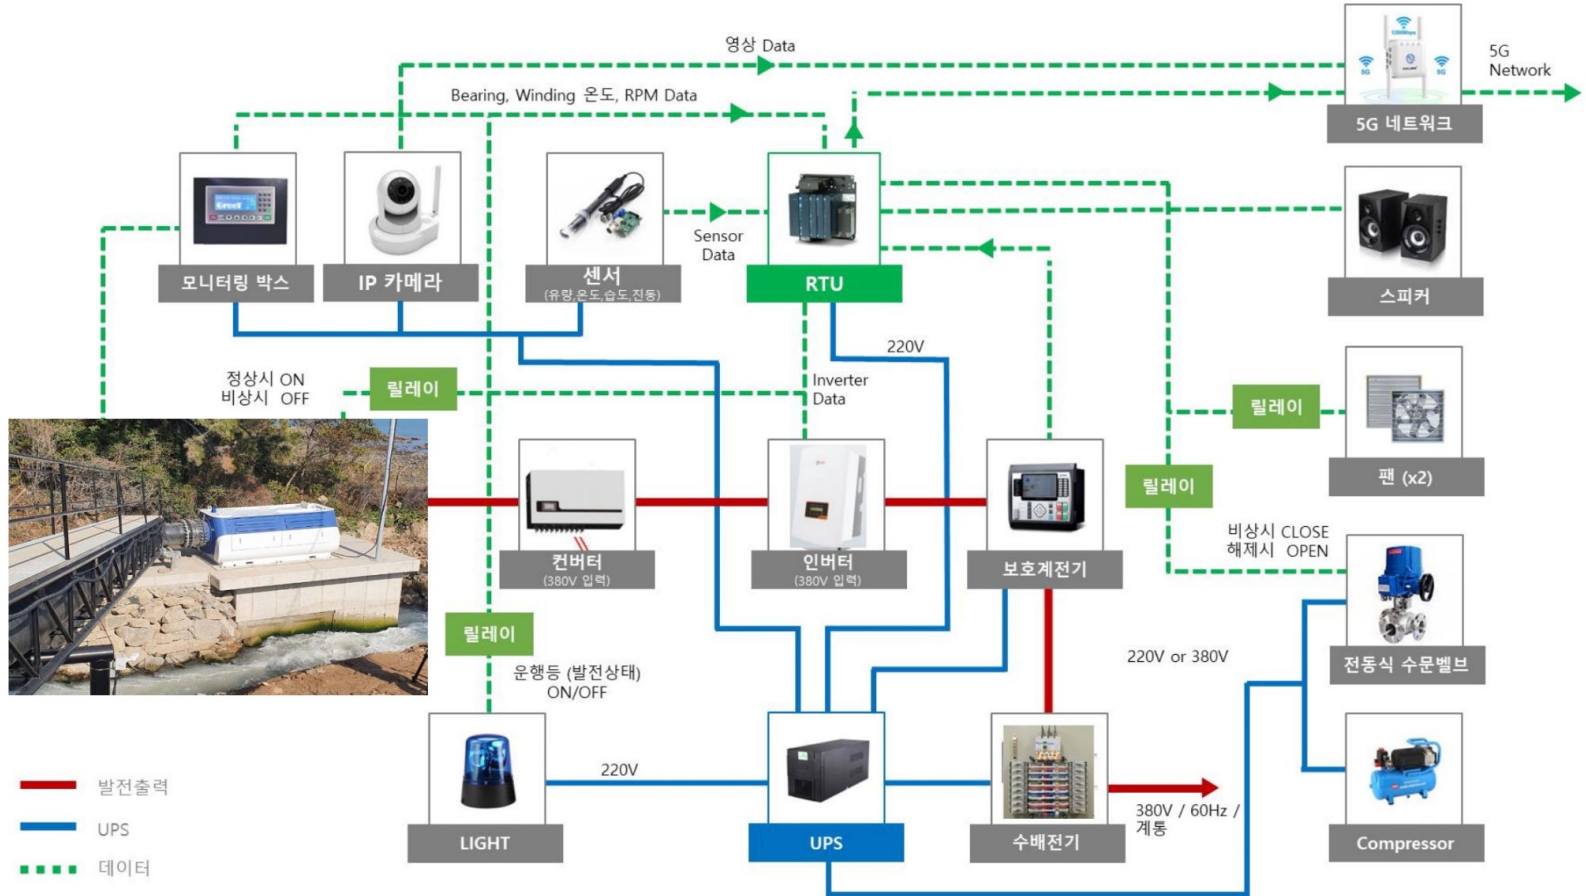 영상 Data
5G
Network
Bearing, Winding 온도, RPM Data
1200Mbps
5G
5G
5G 네트워크
Sensor
Data
모니터링 박스
IP 카메라
센서
(유량,온도,습도,진동)
RTU
스피커
220V
정상시 ON
비상시 OFF
릴레이
Inverter
Data
릴레이
팬 (x2)
릴레이
비상시 CLOSE
해제시 OPEN
컨버터
(380V 입력)
인버터
(380V 입력)
보호계전기
릴레이
운행등 (발전상태)
ON/OFF
220V or 380V
전동식 수문벨브
220V
발전출력
UPS
데이터
LIGHT
UPS
수배전기
380V / 60Hz /
계통
Compressor